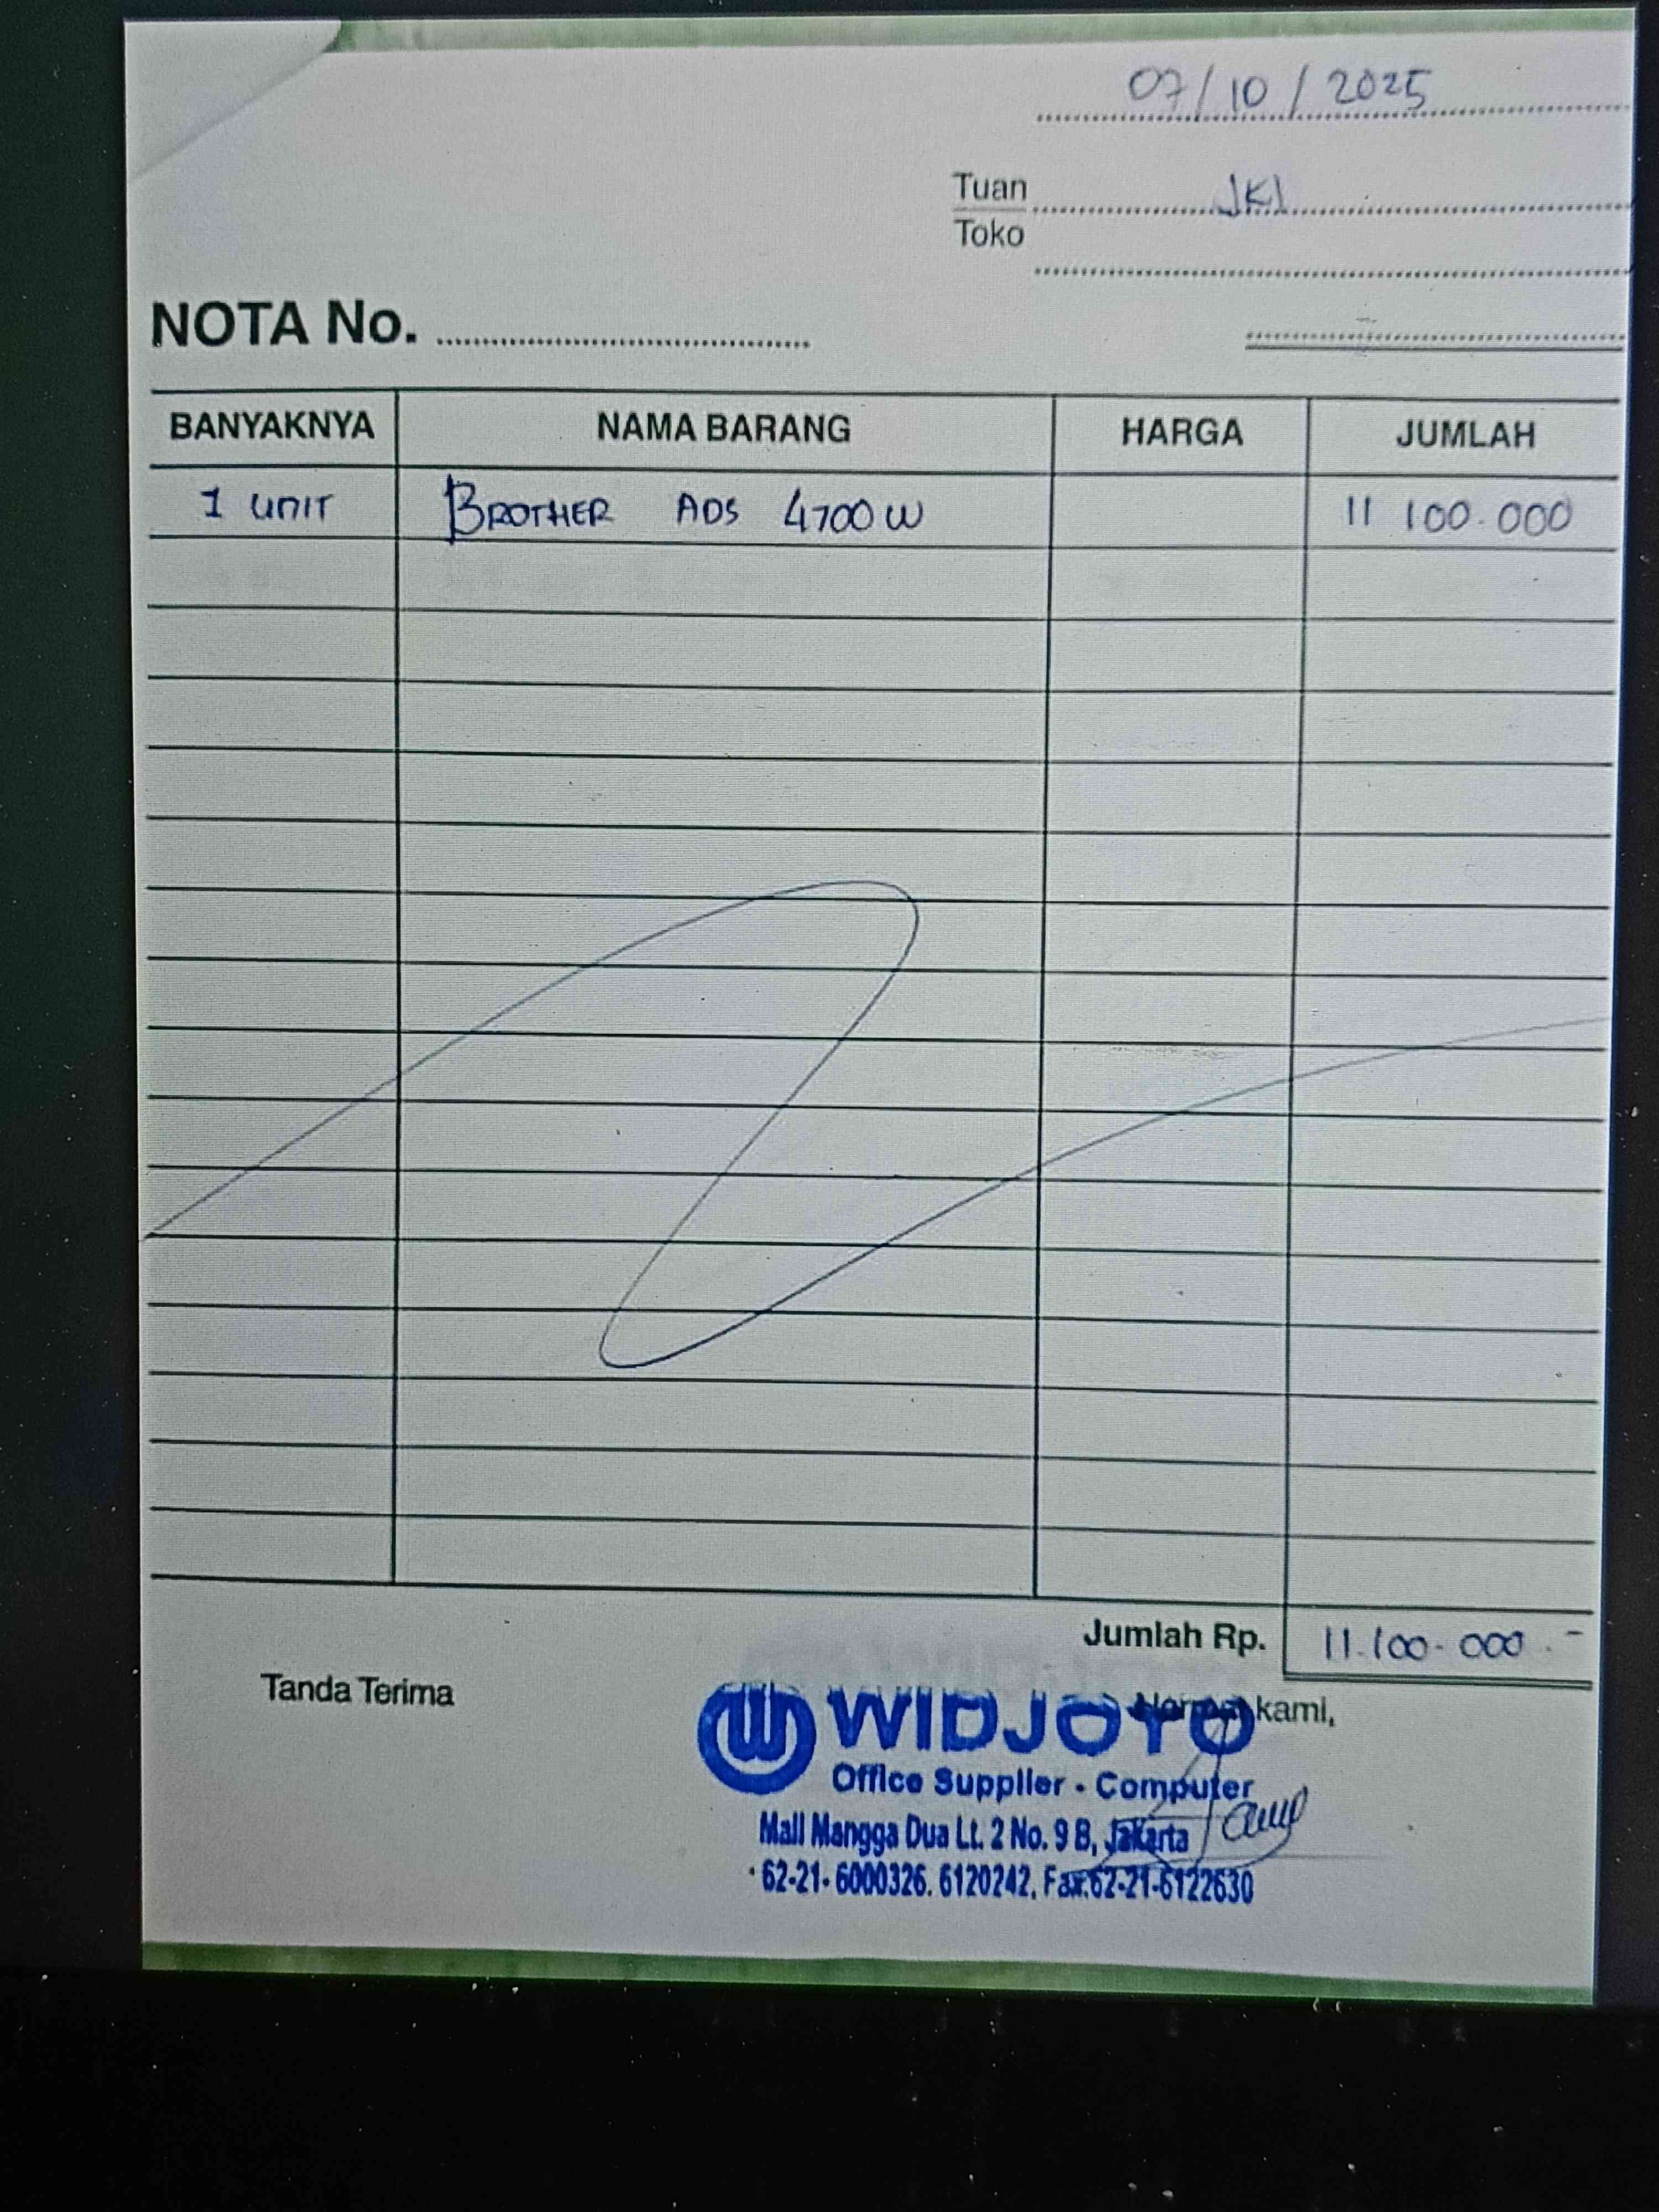 07/10/2025
Tuan JKI
Toko
NOTA No.
BANYAKNYA NAMA BARANG HARGA JUMLAH
1 UNIT BROTHER ADS 4700W 11 100.000
Jumlah Rp. 11.100.000.-
Tanda Terima
Hormat kami,
WIDJOYO
Office Supplier - Computer
Mall Mangga Dua Lt. 2 No. 9 B, Jakarta
62-21- 6000326. 6120242, Fax.62-21-6122630